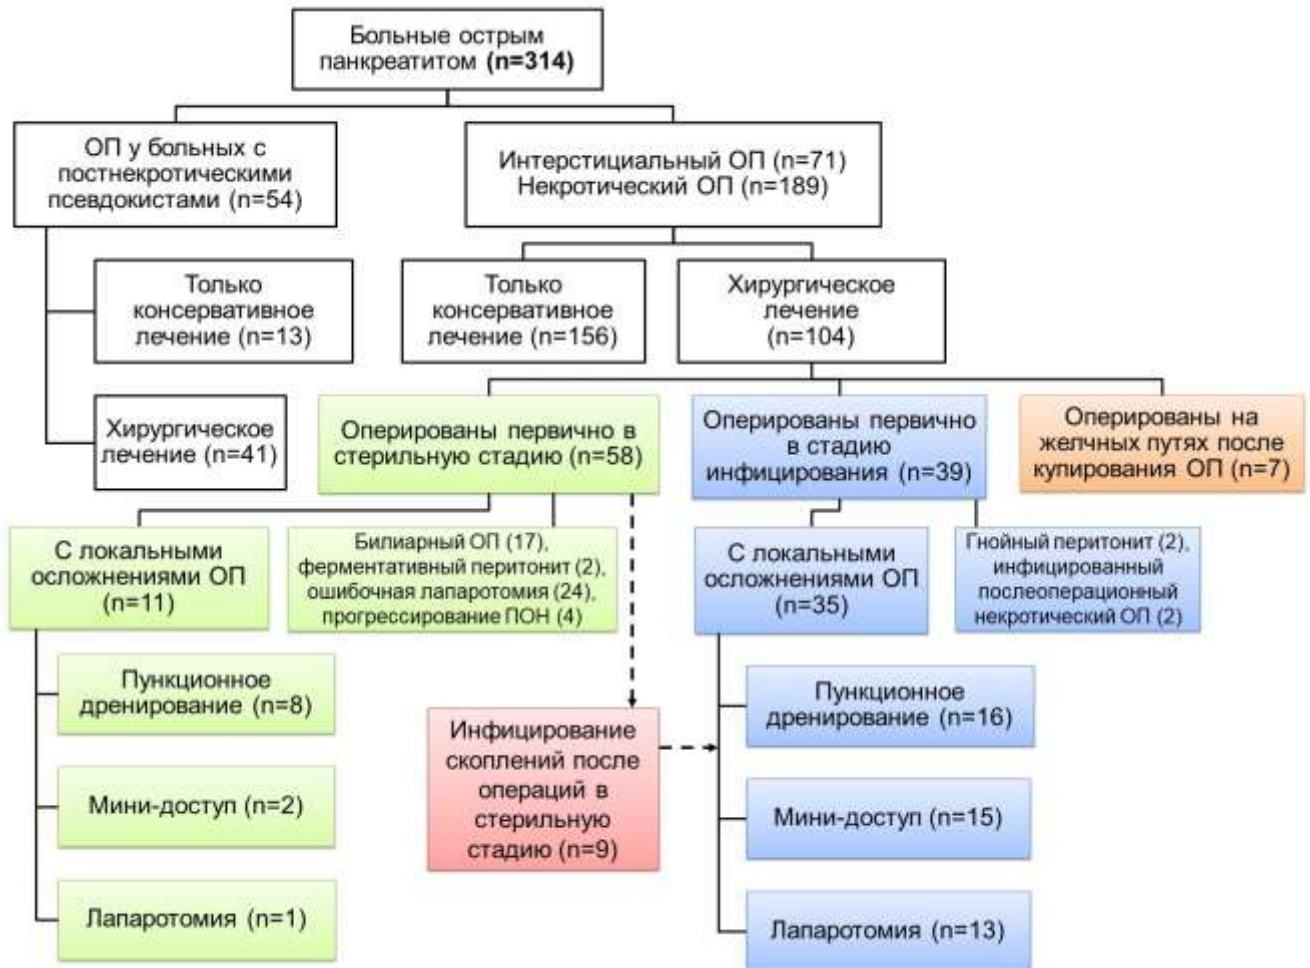 Больные острым
панкреатитом (n=314)
ОП у больных с
постнекротическими
псевдокистами (n=54)
Интерстициальный ОП (n=71)
Некротический ОП (n=189)
Только
консервативное
лечение (n=13)
Только
консервативное
лечение (n=156)
Хирургическое
лечение
(n=104)
Хирургическое
лечение (n=41)
Оперированы первично в
стерильную стадию (n=58)
Оперированы первично
в стадию
инфицирования (n=39)
Оперированы на
желчных путях после
купирования ОП (n=7)
С локальными
осложнениями ОП
(n=11)
Билиарный ОП (17),
ферментативный перитонит (2),
ошибочная лапаротомия (24),
прогрессирование ПОН (4)
С локальными
осложнениями ОП
(n=35)
Гнойный перитонит (2),
инфицированный
послеоперационный
некротический ОП (2)
Пункционное
дренирование (n=8)
Мини-доступ (n=2)
Лапаротомия (n=1)
Инфицирование
скоплений после
операций в
стерильную
стадию (n=9)
Пункционное
дренирование (n=16)
Мини-доступ (n=15)
Лапаротомия (n=13)